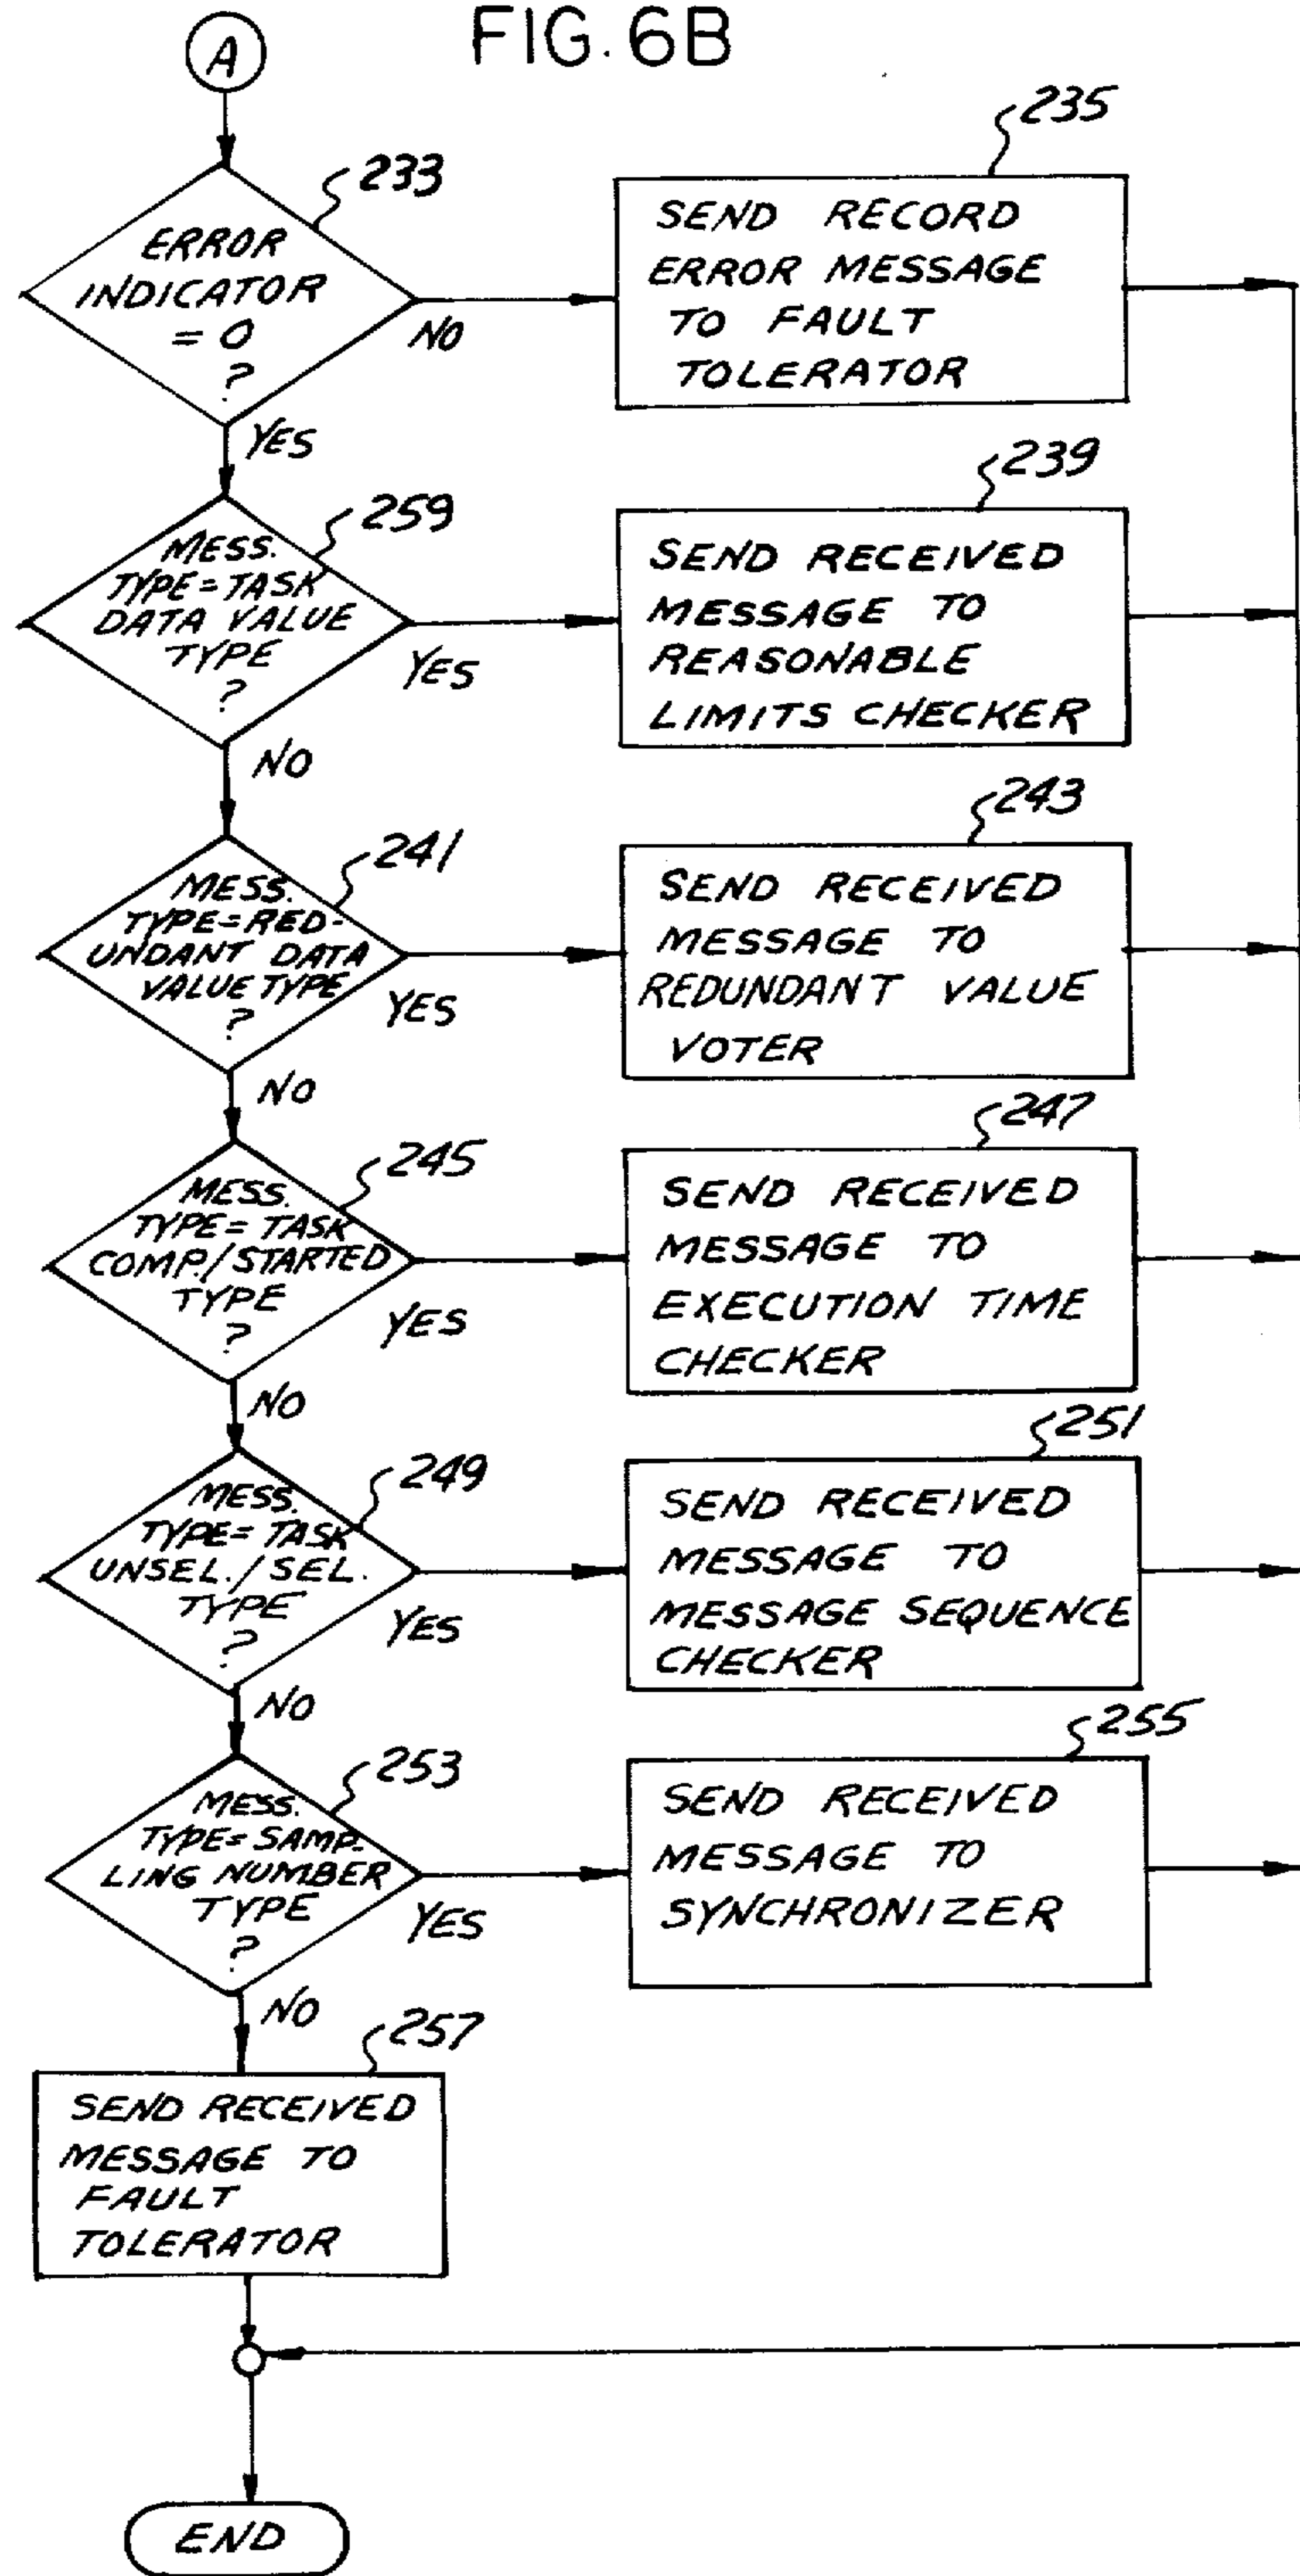 FIG. 6B
A
233
ERROR
INDICATOR
= 0
?
NO
YES
235
SEND RECORD
ERROR MESSAGE
TO FAULT
TOLERATOR
259
MESS.
TYPE=TASK
DATA VALUE
TYPE
?
YES
NO
239
SEND RECEIVED
MESSAGE TO
REASONABLE
LIMITS CHECKER
241
MESS.
TYPE=RED-
UNDANT DATA
VALUE TYPE
?
YES
NO
243
SEND RECEIVED
MESSAGE TO
REDUNDANT VALUE
VOTER
245
MESS.
TYPE=TASK
COMP./STARTED
TYPE
?
YES
NO
247
SEND RECEIVED
MESSAGE TO
EXECUTION TIME
CHECKER
249
MESS.
TYPE=TASK
UNSEL./SEL.
TYPE
?
YES
NO
251
SEND RECEIVED
MESSAGE TO
MESSAGE SEQUENCE
CHECKER
253
MESS.
TYPE=SAMP-
LING NUMBER
TYPE
?
YES
NO
255
SEND RECEIVED
MESSAGE TO
SYNCHRONIZER
257
SEND RECEIVED
MESSAGE TO
FAULT
TOLERATOR
END